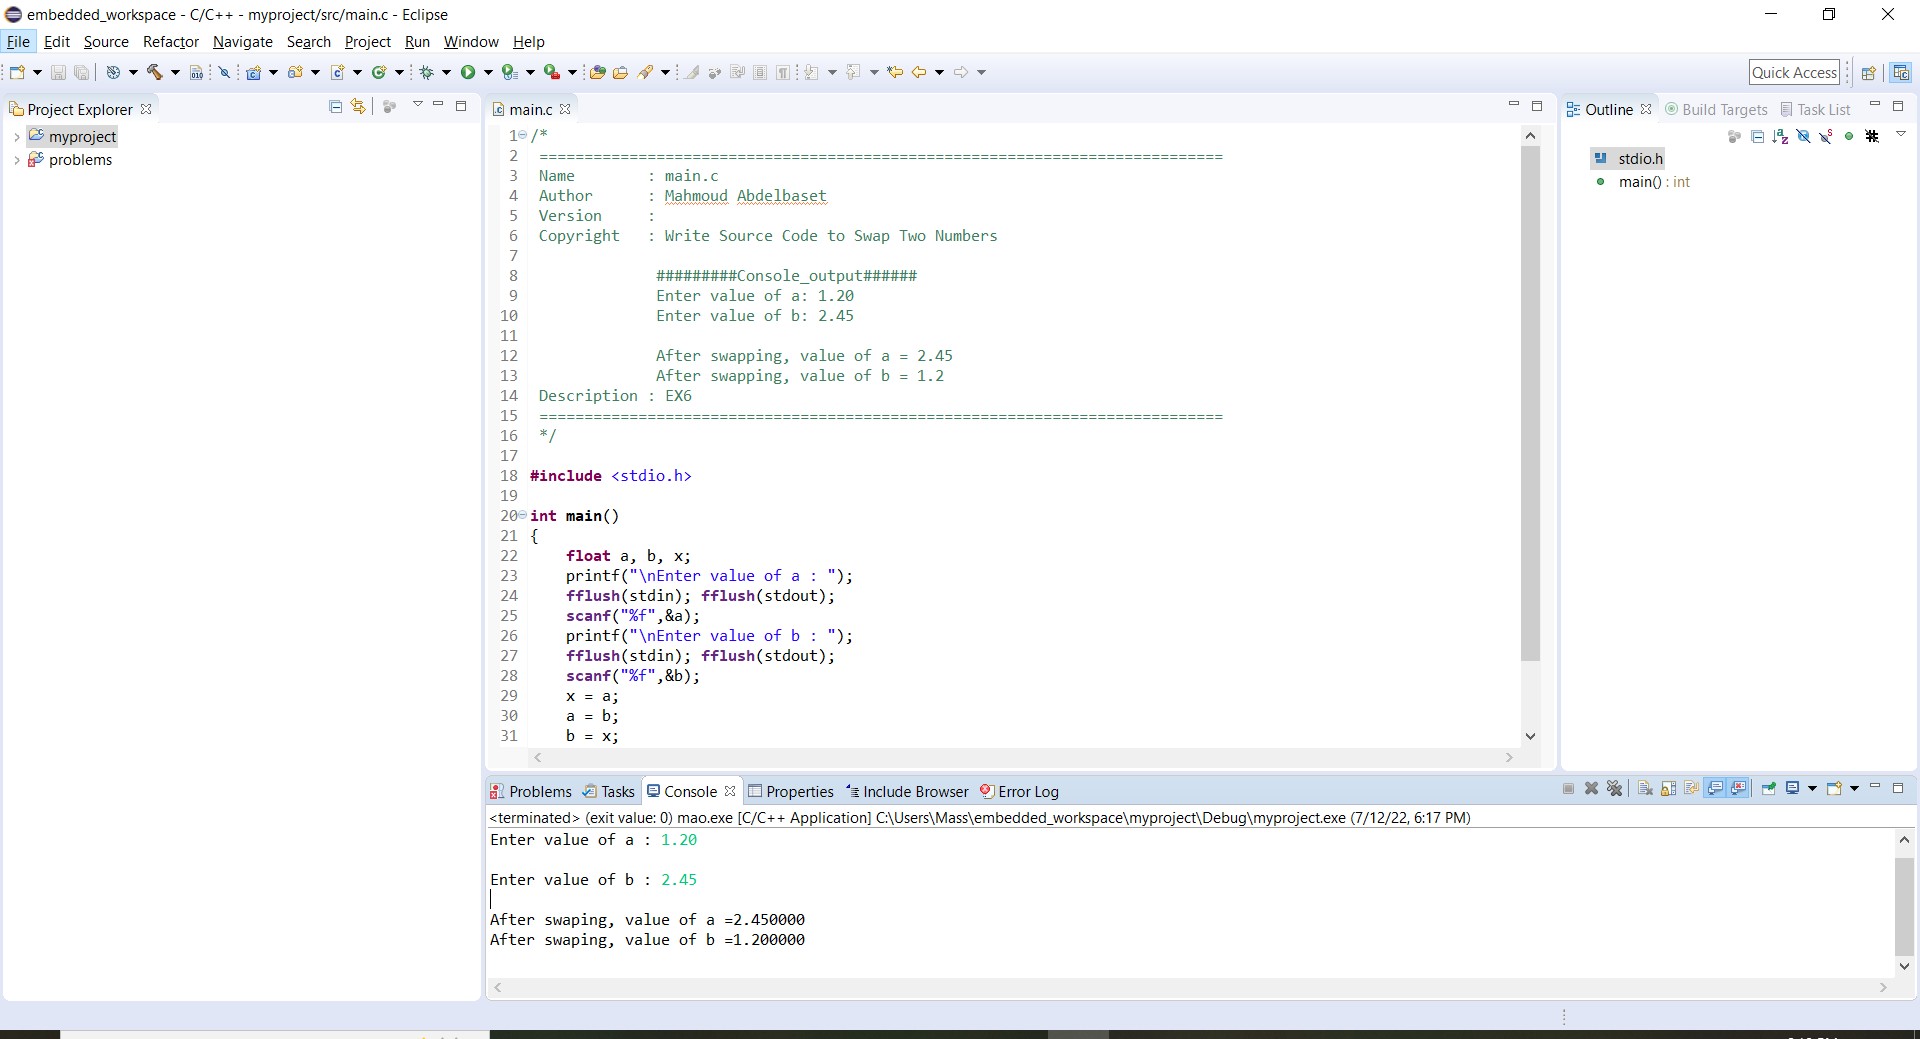 embedded_workspace - C/C++ - myproject/src/main.c - Eclipse
File Edit Source Refactor Navigate Search Project Run Window Help
Quick Access
Project Explorer
myproject
problems
main.c
1 /*
2 ============================================================================
3 Name        : main.c
4 Author      : Mahmoud Abdelbaset
5 Version     :
6 Copyright   : Write Source Code to Swap Two Numbers
7
8 #########Console_output######
9 Enter value of a: 1.20
10 Enter value of b: 2.45
11
12 After swapping, value of a = 2.45
13 After swapping, value of b = 1.2
14 Description : EX6
15 ============================================================================
16 */
17
18 #include <stdio.h>
19
20 int main()
21 {
22     float a, b, x;
23     printf("\nEnter value of a : ");
24     fflush(stdin); fflush(stdout);
25     scanf("%f",&a);
26     printf("\nEnter value of b : ");
27     fflush(stdin); fflush(stdout);
28     scanf("%f",&b);
29     x = a;
30     a = b;
31     b = x;
Outline Build Targets Task List
stdio.h
main() : int
Problems Tasks Console Properties Include Browser Error Log
<terminated> (exit value: 0) mao.exe [C/C++ Application] C:\Users\Mass\embedded_workspace\myproject\Debug\myproject.exe (7/12/22, 6:17 PM)
Enter value of a : 1.20
Enter value of b : 2.45
After swaping, value of a =2.450000
After swaping, value of b =1.200000